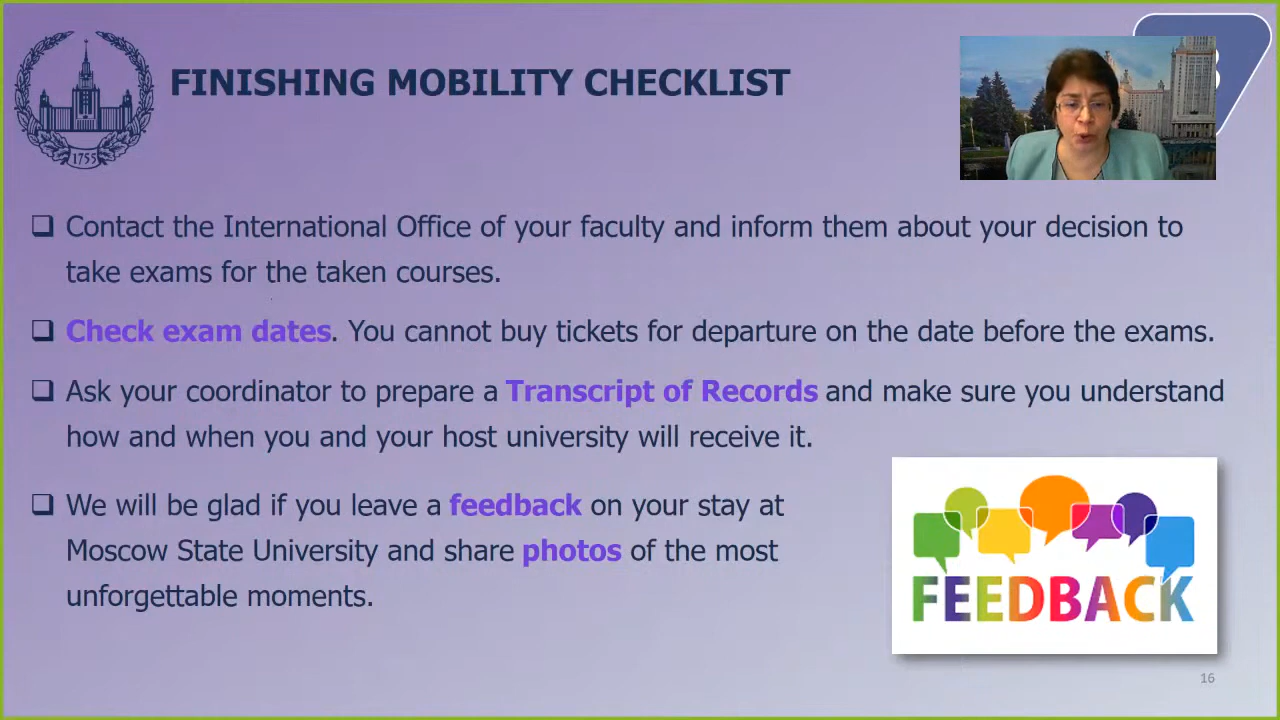 FINISHING MOBILITY CHECKLIST
1755
Contact the International Office of your faculty and inform them about your decision to
take exams for the taken courses.
Check exam dates. You cannot buy tickets for departure on the date before the exams.
Ask your coordinator to prepare a Transcript of Records and make sure you understand
how and when you and your host university will receive it.
We will be glad if you leave a feedback on your stay at
Moscow State University and share photos of the most
unforgettable moments.
FEEDBACK
16